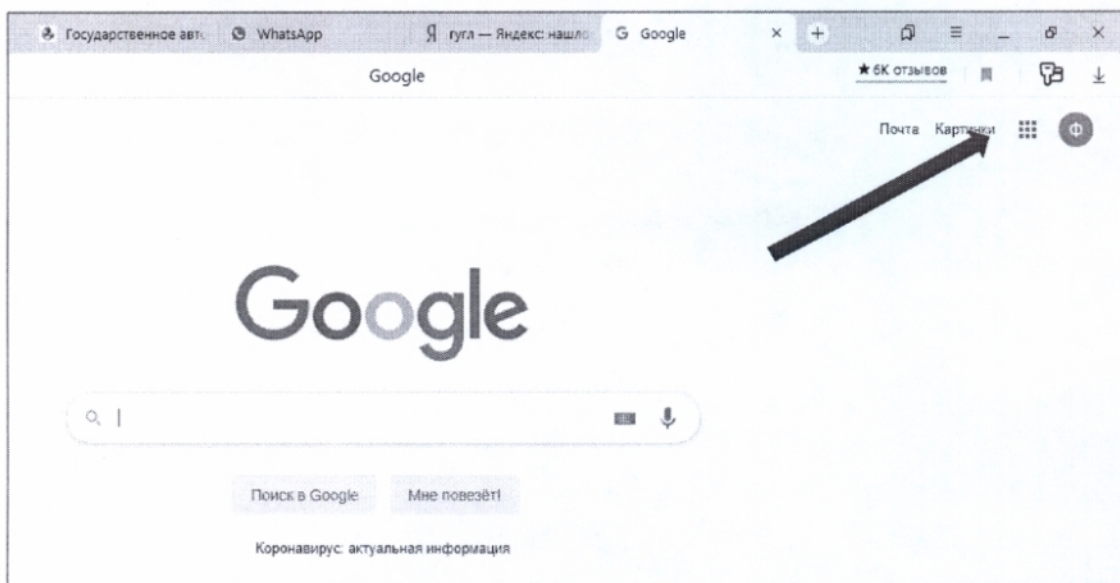 Государственное авто WhatsApp Я гугл — Яндекс: нашло G Google
Google ★ 6К отзывов
Почта Картинки Ф
Google
Поиск в Google Мне повезёт!
Коронавирус: актуальная информация